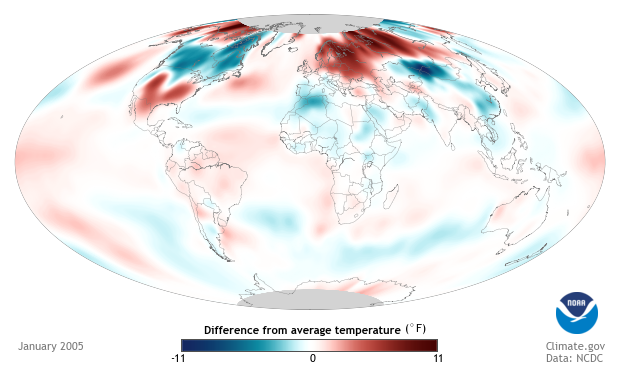 NOAA
Difference from average temperature (°F)
January 2005
-11 0 11
Climate.gov
Data: NCDC